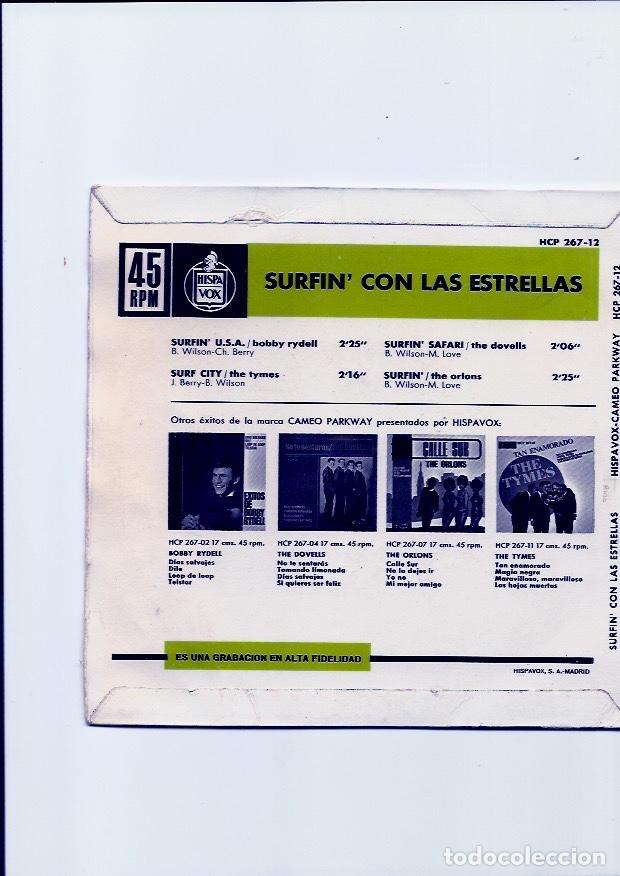 HCP 267-12
45
RPM
HISPA
VOX
SURFIN' CON LAS ESTRELLAS
SURFIN' U.S.A./bobby rydell 2'25''
B. Wilson-Ch. Berry
SURF CITY/the tymes 2'16''
J. Berry-B. Wilson
SURFIN' SAFARI/the dovells 2'06''
B. Wilson-M. Love
SURFIN'/the orlons 2'25''
B. Wilson-M. Love
Otros éxitos de la marca CAMEO PARKWAY presentados por HISPAVOX:
EXITOS
DE
BOBBY
RYDELL
No te sentarás
CALLE SUR
THE ORLONS
TAN ENAMORADO
THE
TYMES
HCP 267-02 17 cms. 45 rpm.
BOBBY RYDELL
Días salvajes
Dile
Loop de loop
Telstar
HCP 267-04 17 cms. 45 rpm.
THE DOVELLS
No te sentarás
Tomando limonada
Días salvajes
Si quieres ser feliz
HCP 267-07 17 cms. 45 rpm.
THE ORLONS
Calle Sur
No la dejes ir
Yo no
Mi mejor amigo
HCP 267-11 17 cms. 45 rpm.
THE TYMES
Tan enamorado
Magia negra
Maravilloso, maravilloso
Las hojas muertas
ES UNA GRABACION EN ALTA FIDELIDAD
HISPAVOX, S. A.-MADRID
SURFIN' CON LAS ESTRELLAS HISPAVOX-CAMEO PARKWAY HCP 267-12
todocoleccion